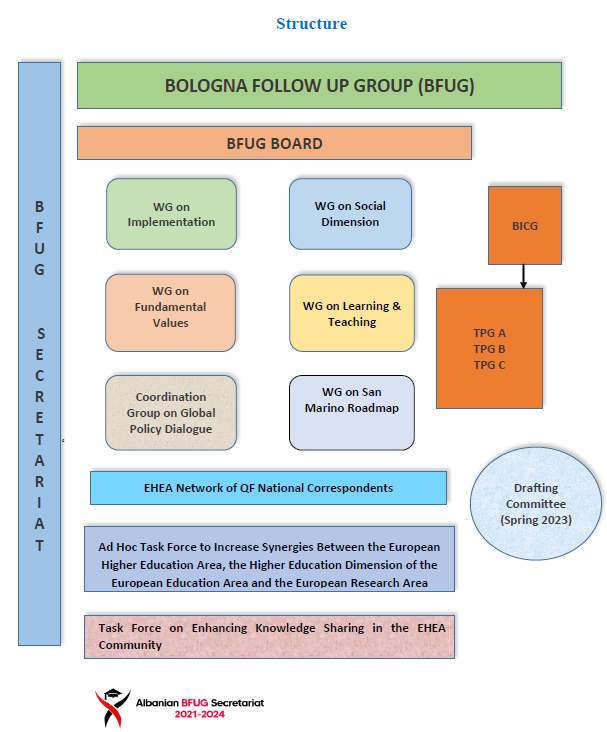 Structure
BOLOGNA FOLLOW UP GROUP (BFUG)
BFUG BOARD
BFUG SECRETARIAT
WG on
Implementation
WG on Social
Dimension
BICG
WG on
Fundamental
Values
WG on Learning &
Teaching
TPG A
TPG B
TPG C
Coordination
Group on Global
Policy Dialogue
WG on San
Marino Roadmap
EHEA Network of QF National Correspondents
Drafting
Committee
(Spring 2023)
Ad Hoc Task Force to Increase Synergies Between the European
Higher Education Area, the Higher Education Dimension of the
European Education Area and the European Research Area
Task Force on Enhancing Knowledge Sharing in the EHEA
Community
Albanian BFUG Secretariat
2021-2024